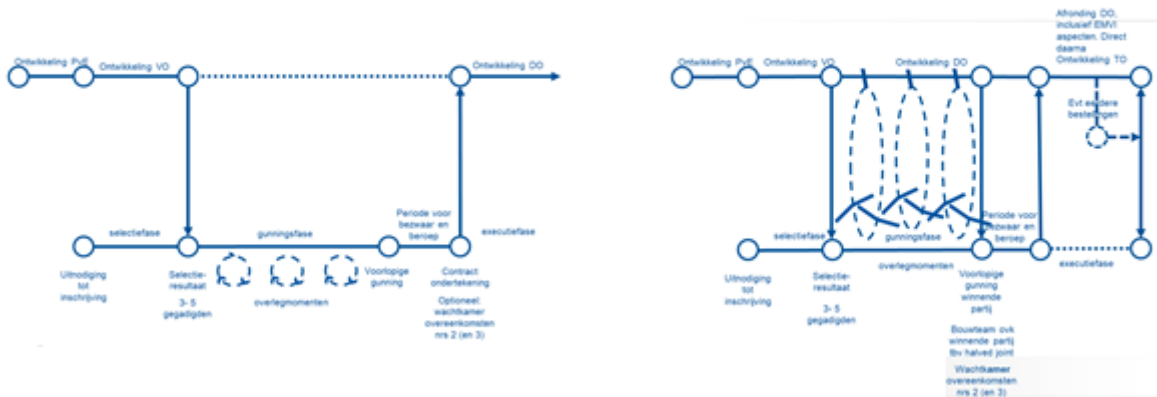 Ontwikkeling PvE
Ontwikkeling VO
Ontwikkeling DO
selectiefase
gunningsfase
Periode voor
bezwaar en
beroep
executiefase
Uitnodiging
tot
inschrijving
Selectie-
resultaat
3- 5
gegadigden
overlegmomenten
Voorlopige
gunning
Contract
ondertekening
Optioneel:
wachtkamer
overeenkomsten
nrs 2 (en 3)
Afronding DO,
inclusief EMVI
aspecten. Direct
daarna
Ontwikkeling TO
Ontwikkeling PvE
Ontwikkeling VO
Ontwikkeling DO
Evt eerdere
bestellingen
selectiefase
gunningsfase
Periode voor
bezwaar en
beroep
overlegmomenten
executiefase
Uitnodiging
tot
inschrijving
Selectie-
resultaat
3- 5
gegadigden
Voorlopige
gunning
winnende
partij
Bouwteam ovk
winnende partij
tbv halved joint
Wachtkamer
overeenkomsten
nrs 2 (en 3)